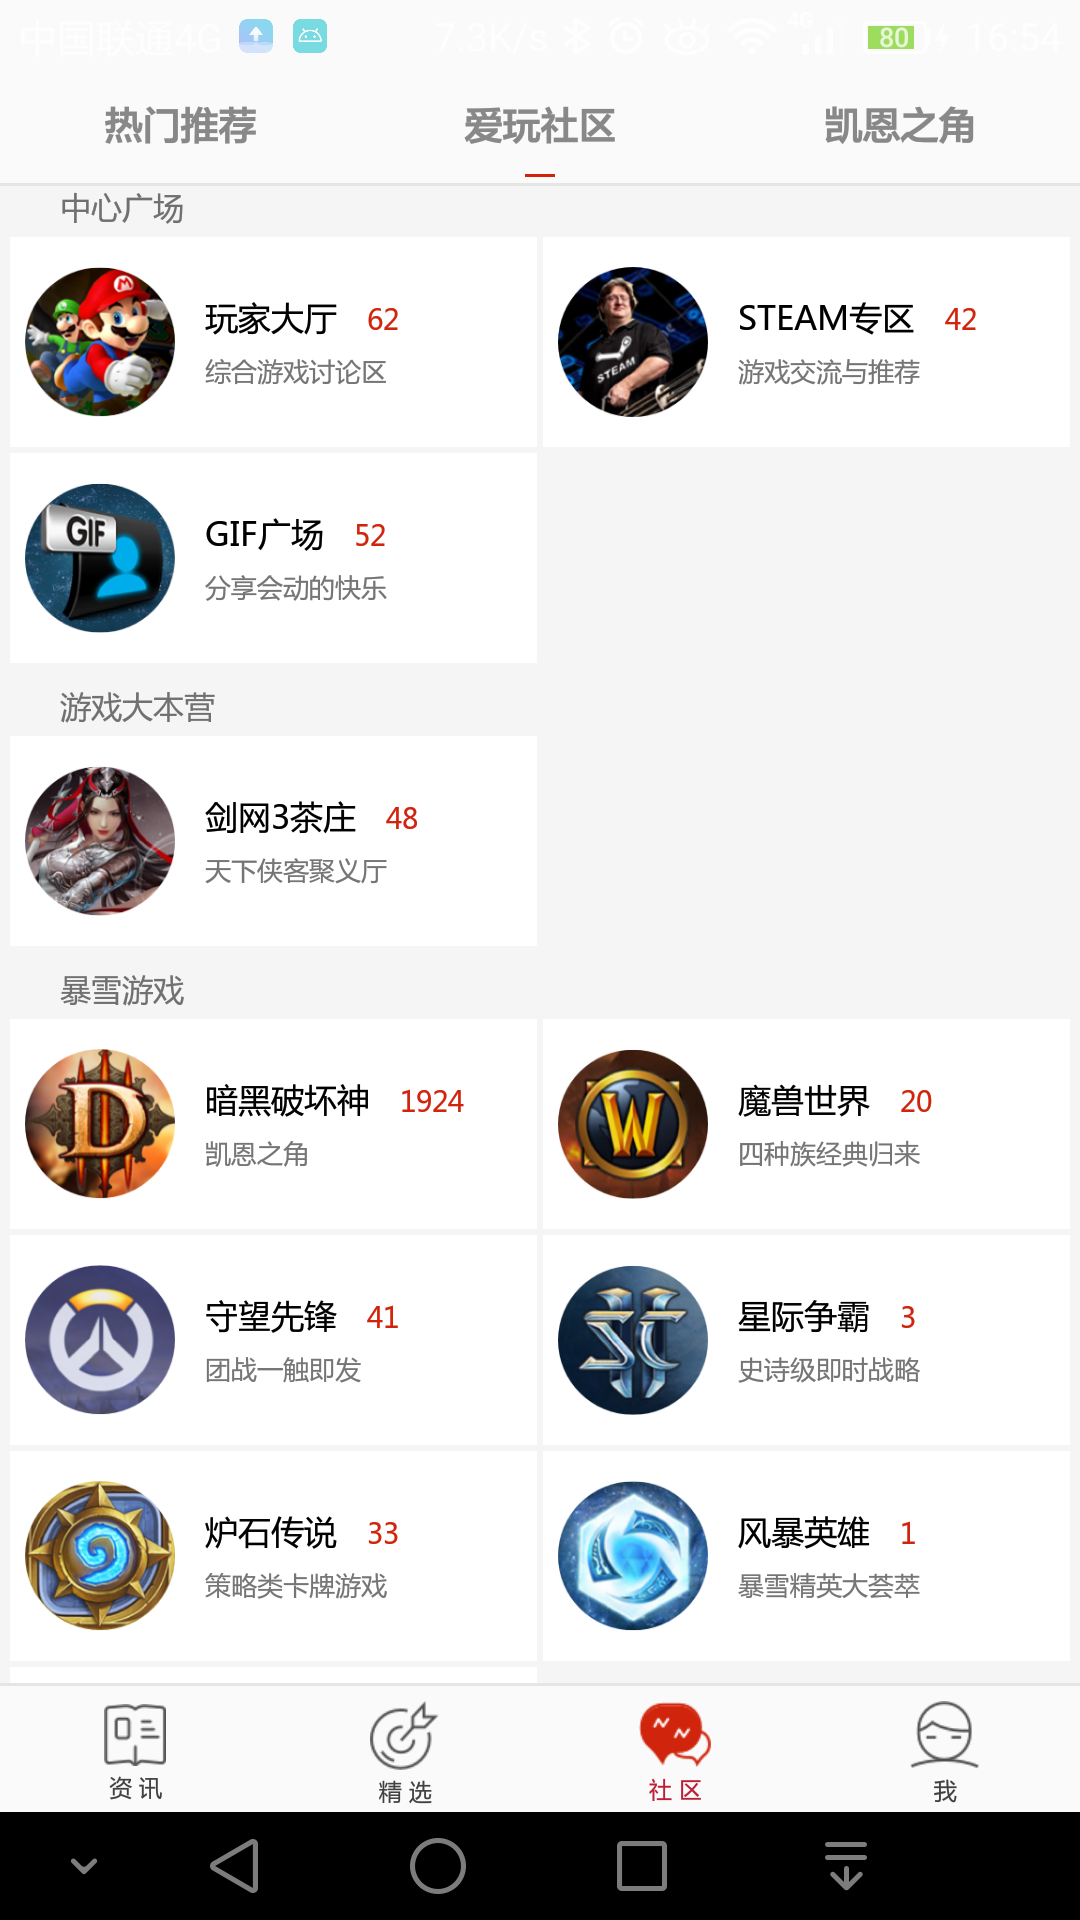 中国联通4G 7.3K/s 4G 80 16:54
热门推荐 爱玩社区 凯恩之角
中心广场
玩家大厅 62 STEAM专区 42
综合游戏讨论区 游戏交流与推荐
STEAM
GIF
GIF广场 52
分享会动的快乐
游戏大本营
剑网3茶庄 48
天下侠客聚义厅
暴雪游戏
暗黑破坏神 1924 魔兽世界 20
凯恩之角 四种族经典归来
守望先锋 41 星际争霸 3
团战一触即发 史诗级即时战略
炉石传说 33 风暴英雄 1
策略类卡牌游戏 暴雪精英大荟萃
资讯 精选 社区 我